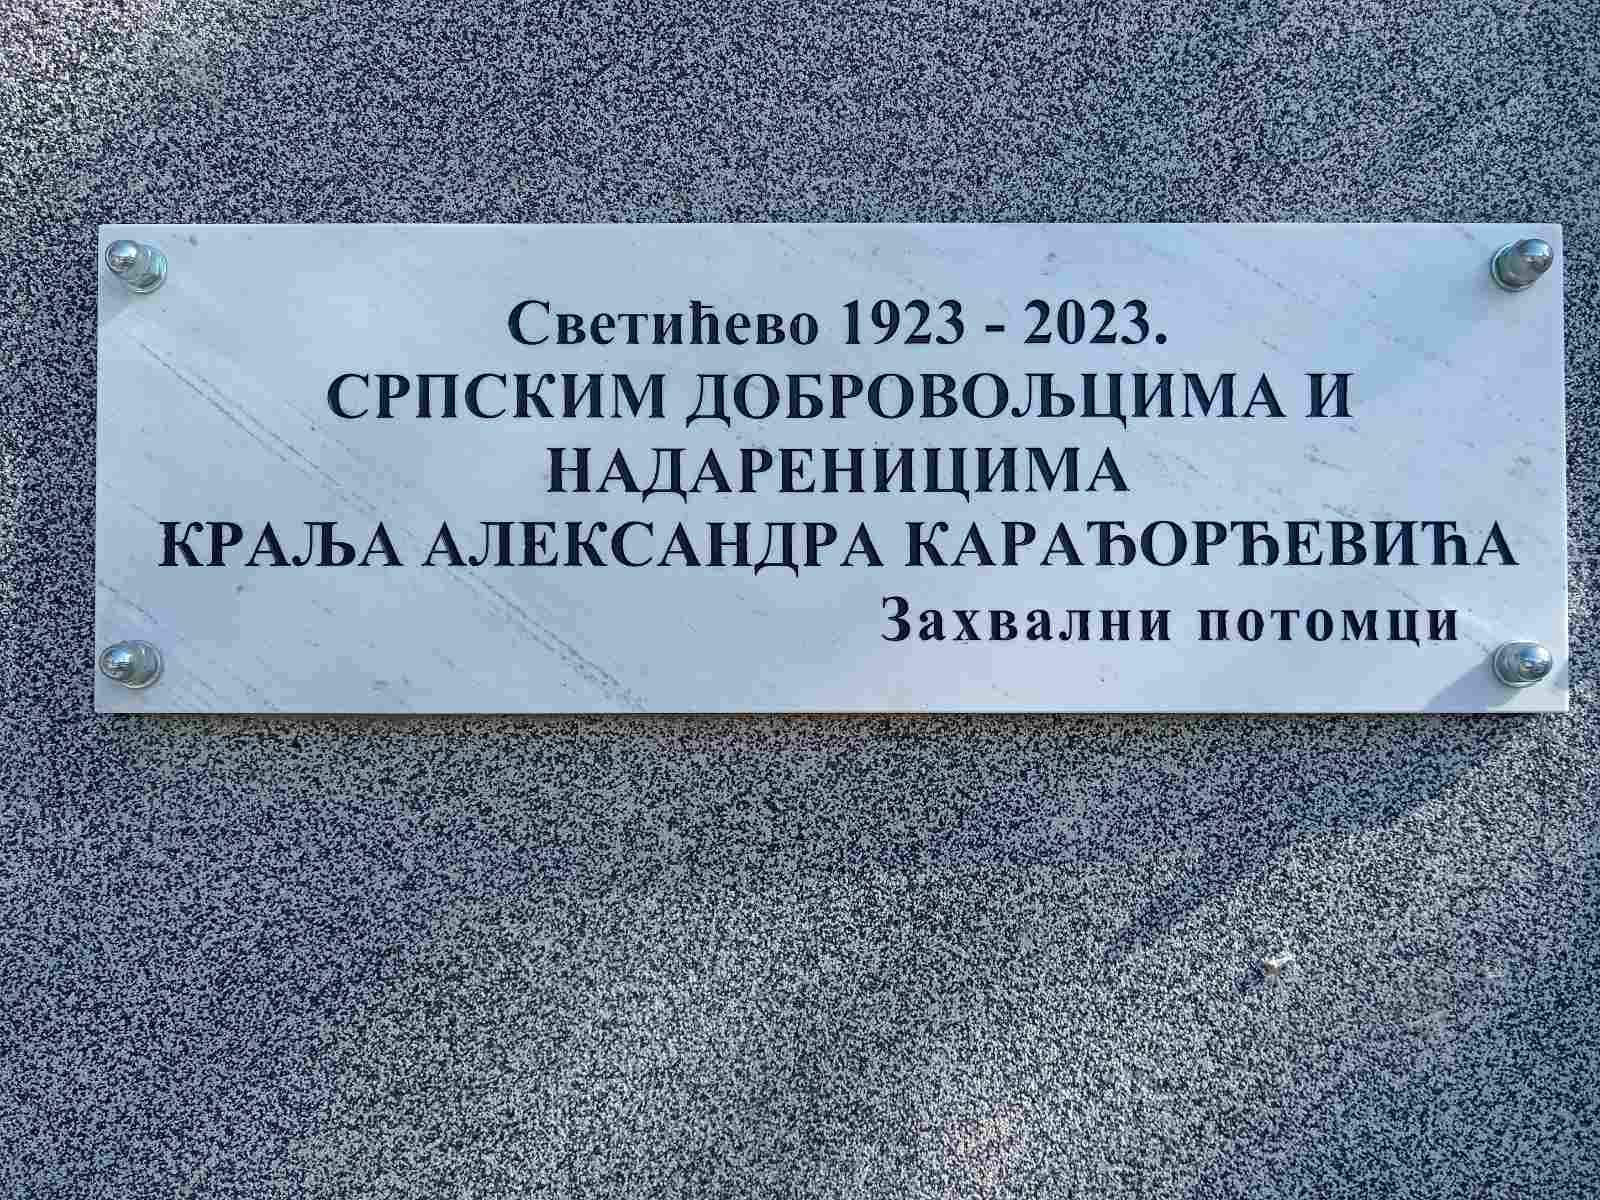 Светићево 1923 - 2023.
СРПСКИМ ДОБРОВОЉЦИМА И
НАДАРЕНИЦИМА
КРАЉА АЛЕКСАНДРА КАРАЂОРЂЕВИЋА
Захвални потомци